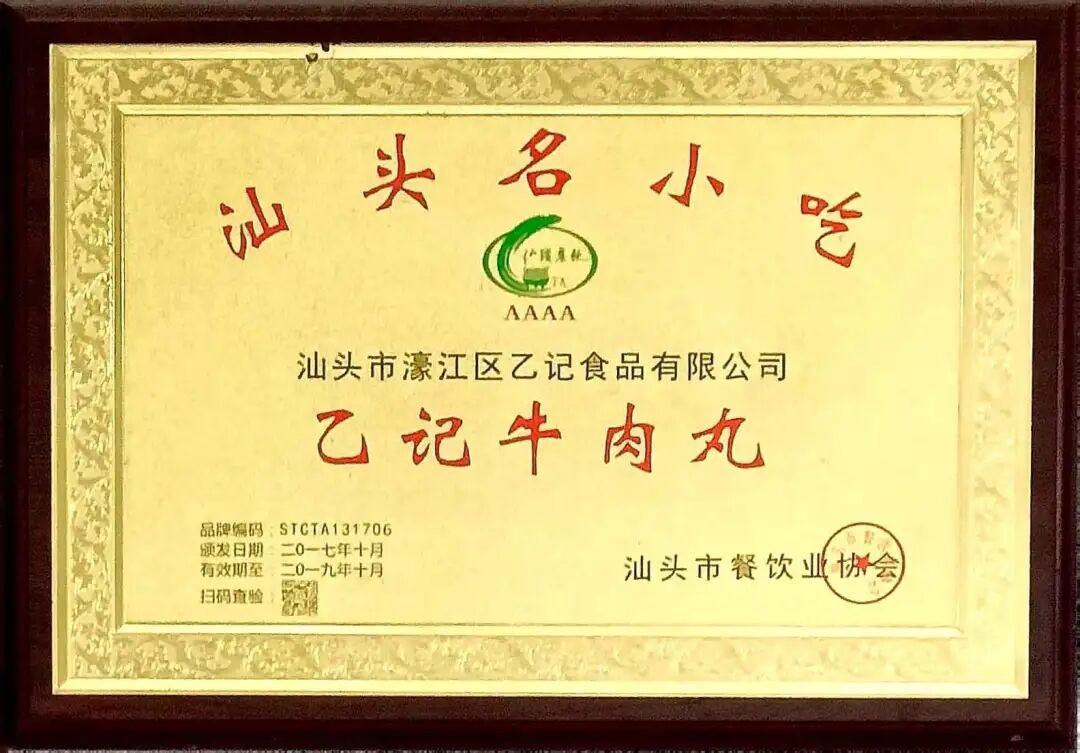 汕头名小吃
AAAA
汕头市濠江区乙记食品有限公司
乙记牛肉丸
品牌编码：STCTA131706
颁发日期：二〇一七年十月
有效期至：二〇一九年十月
扫码查验：
汕头市餐饮业协会